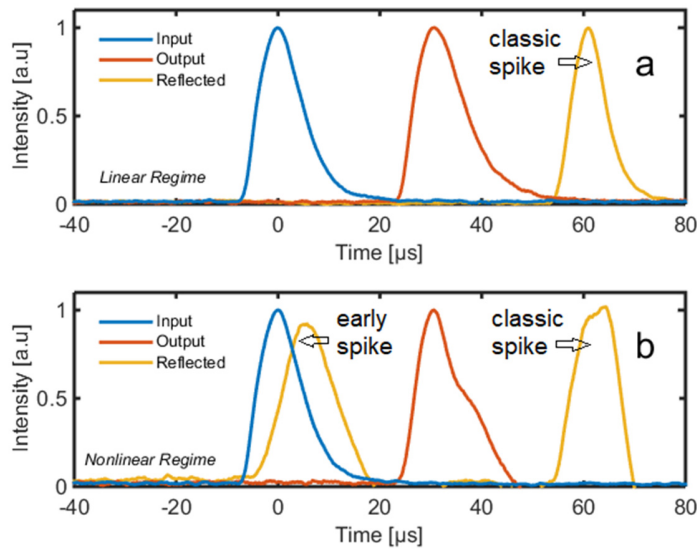 Intensity [a.u]
1
0.5
0
Input
Output
Reflected
classic
spike
a
Linear Regime
-40
-20
0
20
40
60
80
Time [µs]
Intensity [a.u]
1
0.5
0
Input
Output
Reflected
early
spike
classic
spike
b
Nonlinear Regime
-40
-20
0
20
40
60
80
Time [µs]